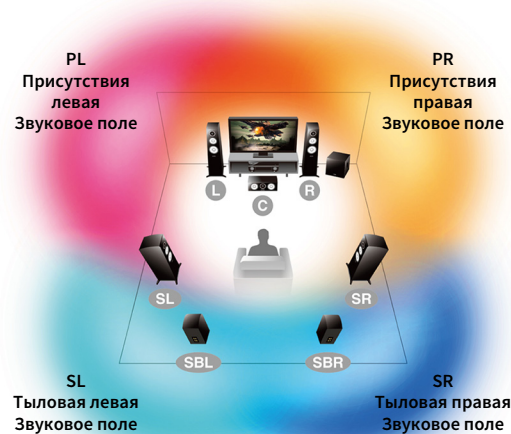 PL
Присутствия
левая
Звуковое поле
PR
Присутствия
правая
Звуковое поле
L
C
R
SL
SR
SBL
SBR
SL
Тыловая левая
Звуковое поле
SR
Тыловая правая
Звуковое поле